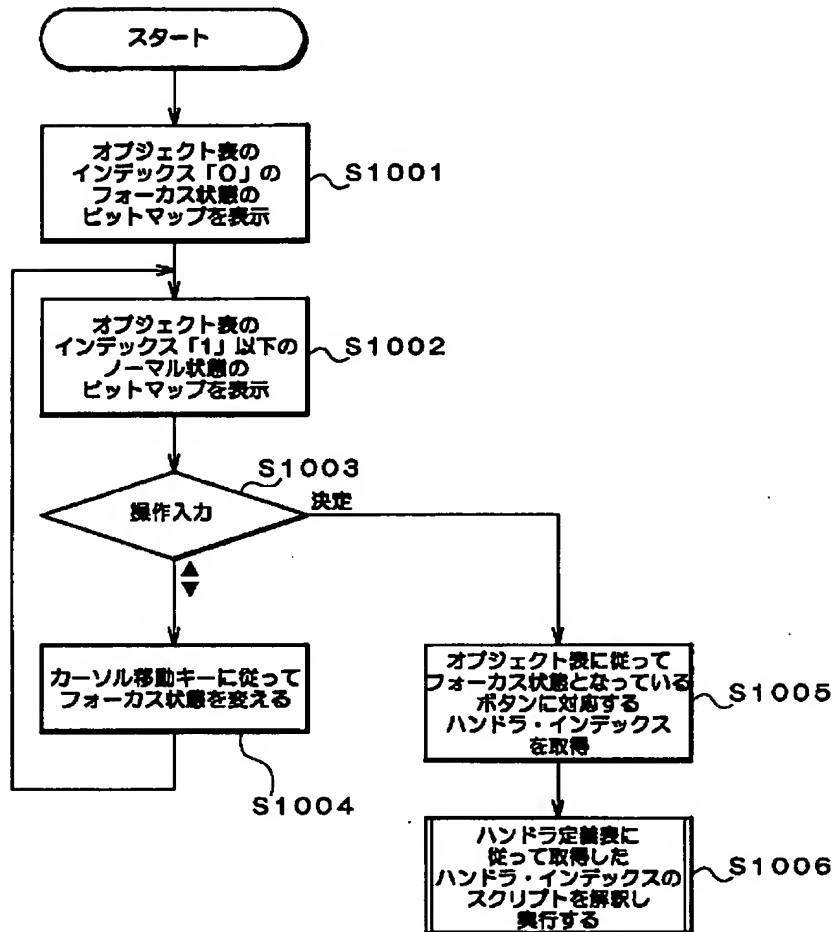 スタート
オブジェクト表の
インデックス「0」の
フォーカス状態の
ビットマップを表示
S1001
オブジェクト表の
インデックス「1」以下の
ノーマル状態の
ビットマップを表示
S1002
S1003
操作入力
決定
▲
▼
カーソル移動キーに従って
フォーカス状態を変える
S1004
オブジェクト表に従って
フォーカス状態となっている
ボタンに対応する
ハンドラ・インデックス
を取得
S1005
ハンドラ定義表に
従って取得した
ハンドラ・インデックスの
スクリプトを解釈し
実行する
S1006